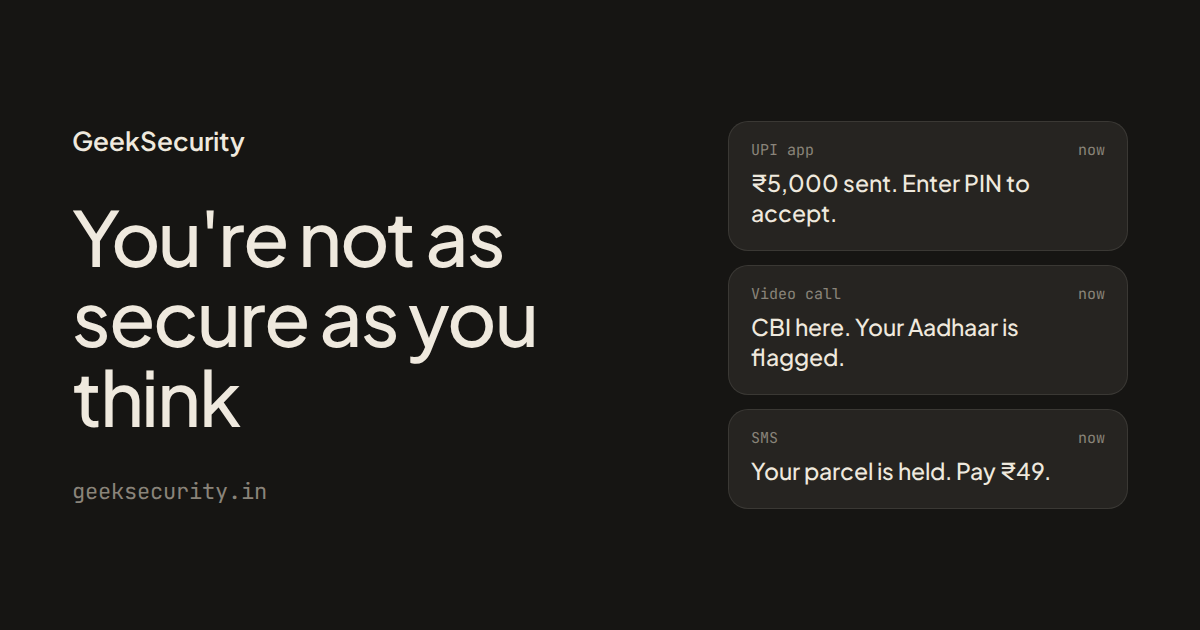 GeekSecurity
You're not as
secure as you
think
geeksecurity.in
UPI app now
₹5,000 sent. Enter PIN to
accept.
Video call now
CBI here. Your Aadhaar is
flagged.
SMS now
Your parcel is held. Pay ₹49.